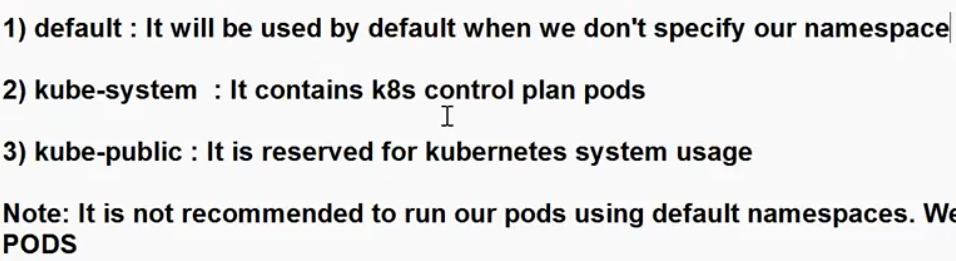 1) default : It will be used by default when we don't specify our namespace
2) kube-system  : It contains k8s control plan pods
3) kube-public : It is reserved for kubernetes system usage
Note: It is not recommended to run our pods using default namespaces. We
PODS